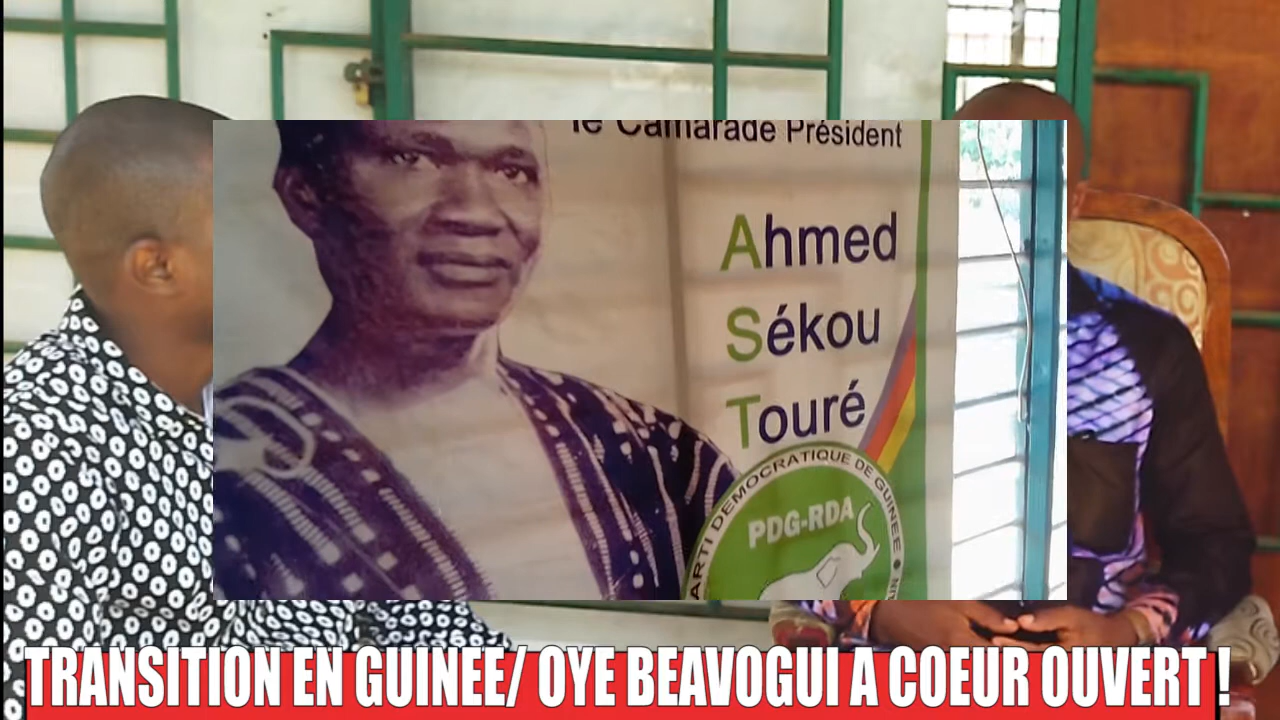 le Camarade Président
Ahmed
Sékou
Touré
PARTI DEMOCRATIQUE DE GUINEE
PDG-RDA
TRANSITION EN GUINEE/ OYE BEAVOGUI A COEUR OUVERT !